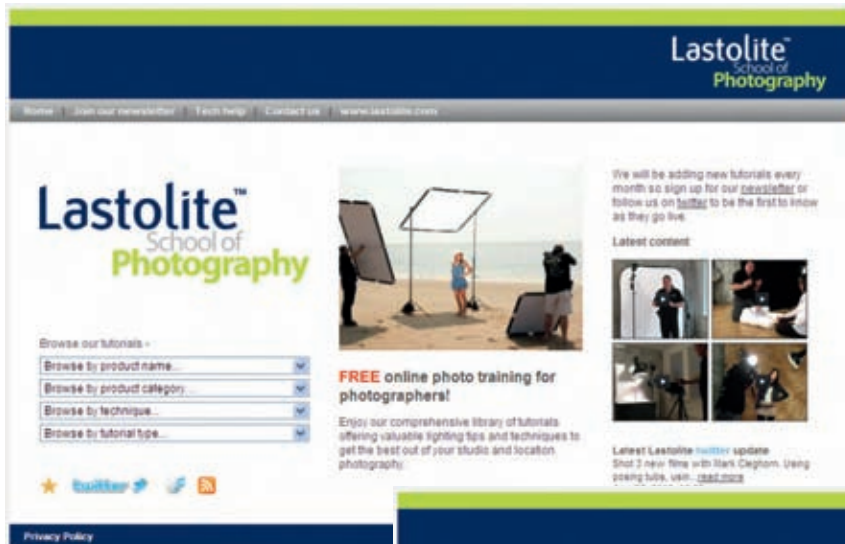 Lastolite™
School of
Photography
Home | Join our newsletter | Tech help | Contact us | www.lastolite.com
Lastolite™
School of
Photography
Browse our tutorials -
Browse by product name...
Browse by product category...
Browse by technique...
Browse by tutorial type...
twitter
FREE online photo training for
photographers!
Enjoy our comprehensive library of tutorials
offering valuable lighting tips and techniques to
get the best out of your studio and location
photography.
We will be adding new tutorials every
month so sign up for our newsletter or
follow us on twitter to be the first to know
as they go live.
Latest content
Latest Lastolite twitter update
Shot 3 new films with Mark Cleghorn. Using
posing tubs, usin...read more
Privacy Policy